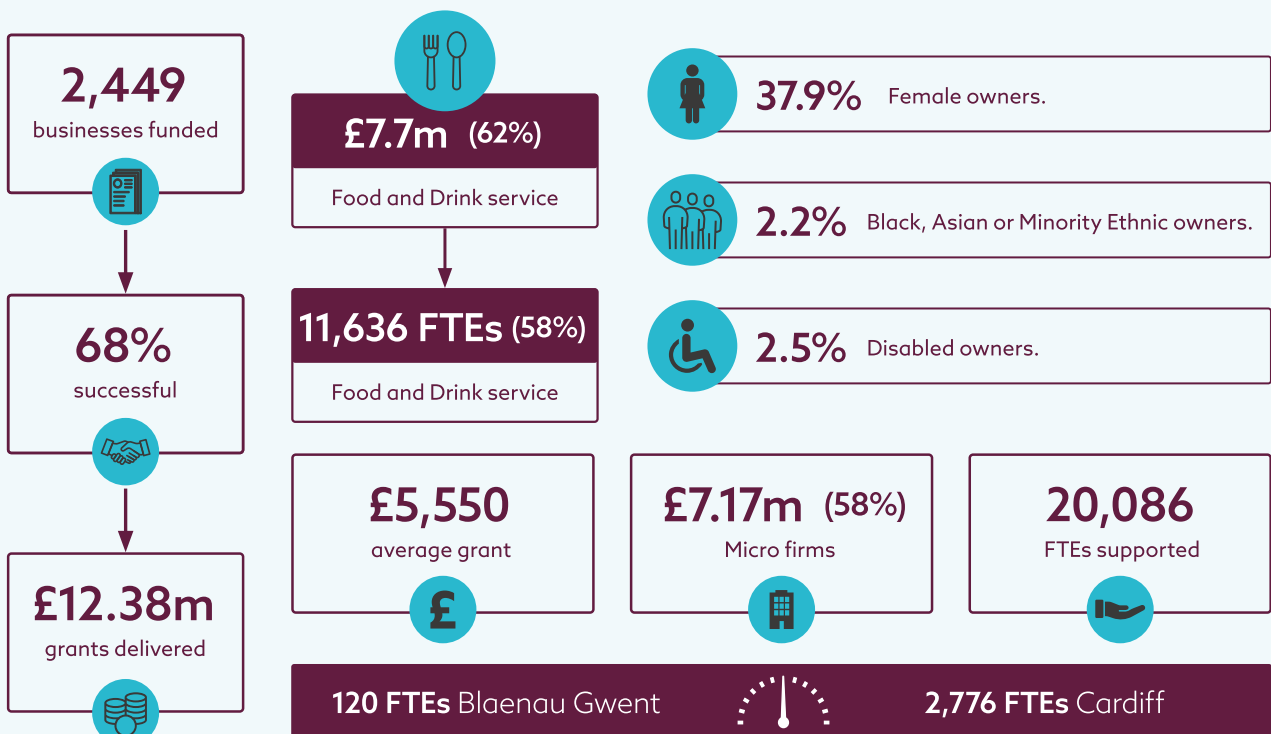 2,449
businesses funded
68%
successful
£12.38m
grants delivered
£7.7m (62%)
Food and Drink service
11,636 FTEs (58%)
Food and Drink service
37.9% Female owners.
2.2% Black, Asian or Minority Ethnic owners.
2.5% Disabled owners.
£5,550
average grant
£
£7.17m (58%)
Micro firms
20,086
FTEs supported
120 FTEs Blaenau Gwent
2,776 FTEs Cardiff